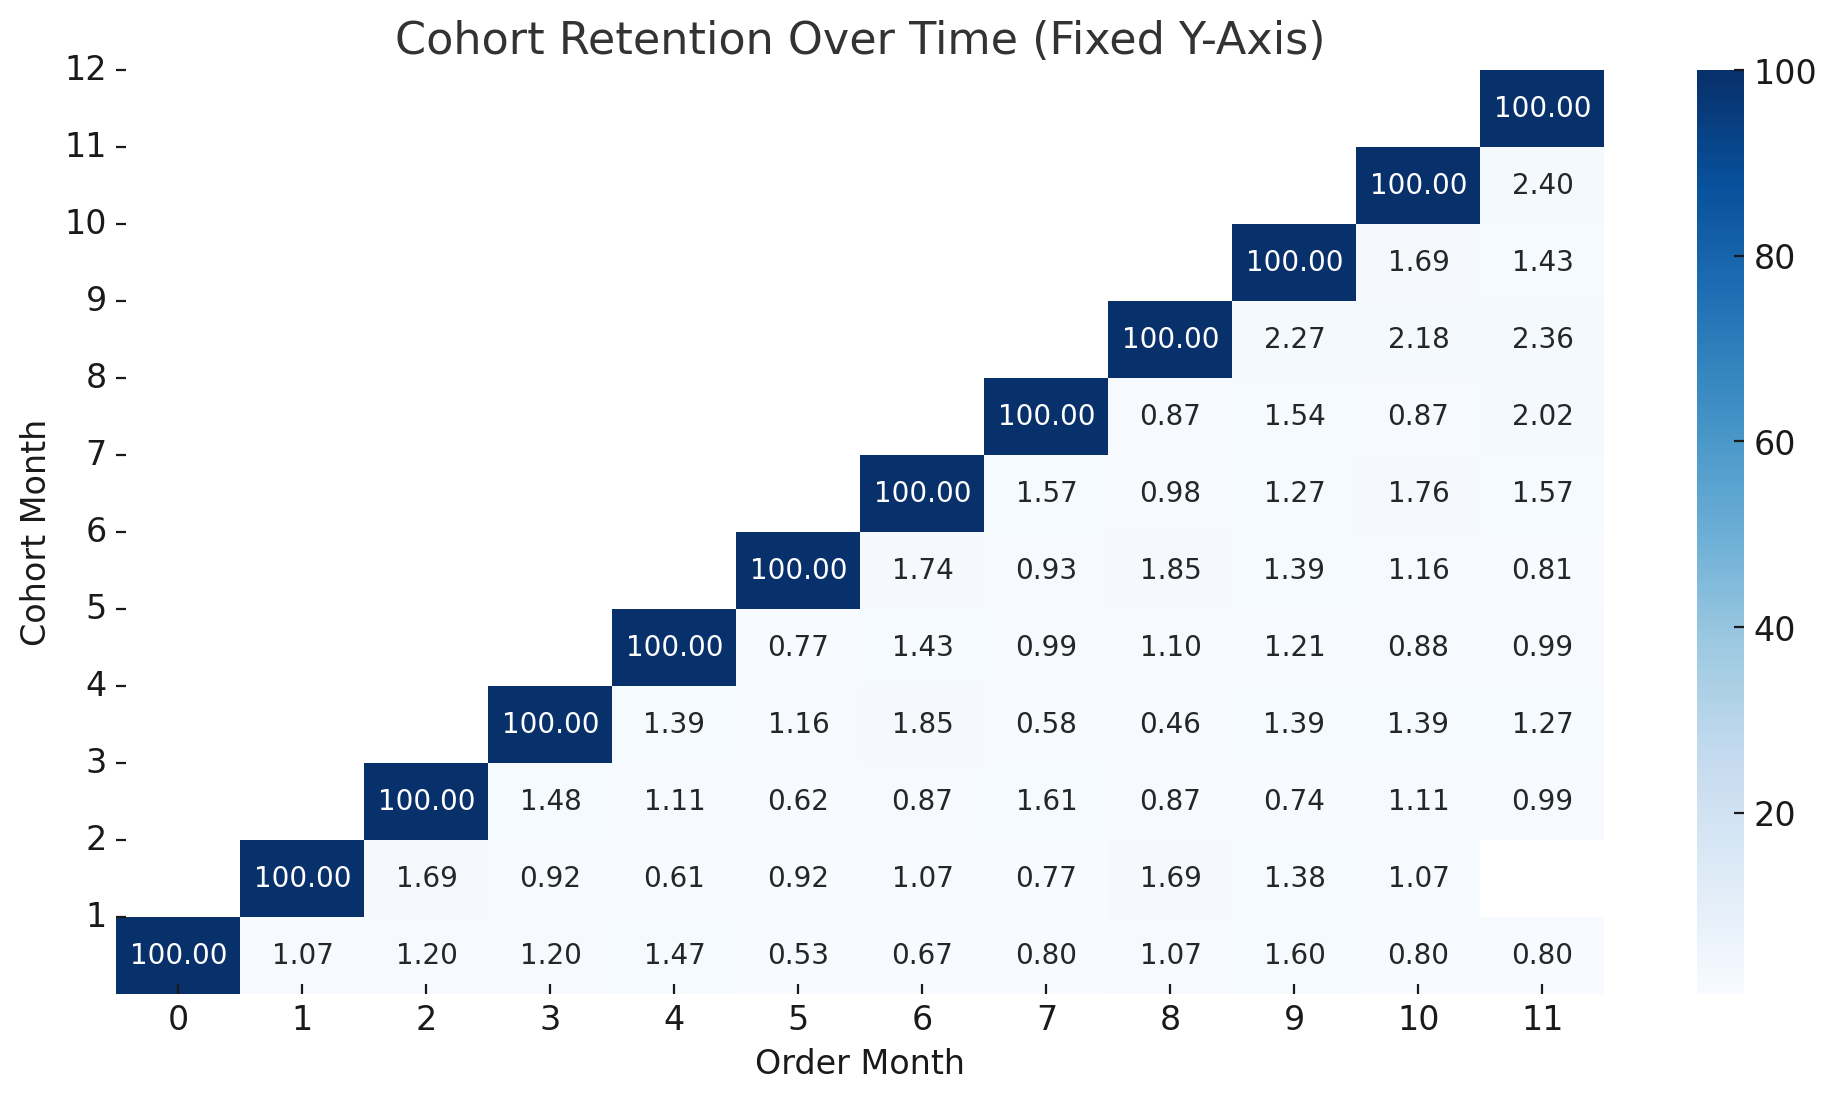 Cohort Retention Over Time (Fixed Y-Axis)
12
100.00
100
11
100.00 2.40
10
100.00 1.69 1.43
80
9
100.00 2.27 2.18 2.36
8
100.00 0.87 1.54 0.87 2.02
60
7
100.00 1.57 0.98 1.27 1.76 1.57
6
100.00 1.74 0.93 1.85 1.39 1.16 0.81
5
100.00 0.77 1.43 0.99 1.10 1.21 0.88 0.99
40
4
100.00 1.39 1.16 1.85 0.58 0.46 1.39 1.39 1.27
3
100.00 1.48 1.11 0.62 0.87 1.61 0.87 0.74 1.11 0.99
20
2
100.00 1.69 0.92 0.61 0.92 1.07 0.77 1.69 1.38 1.07
1
100.00 1.07 1.20 1.20 1.47 0.53 0.67 0.80 1.07 1.60 0.80 0.80
0 1 2 3 4 5 6 7 8 9 10 11
Order Month
Cohort Month